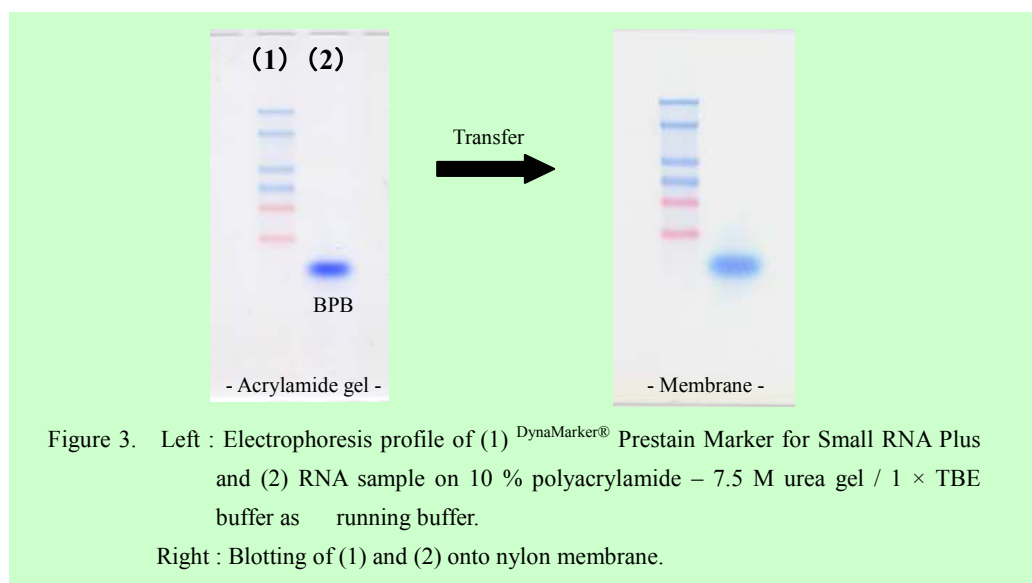 (1) (2)
Transfer
BPB
- Acrylamide gel -
- Membrane -
Figure 3. Left : Electrophoresis profile of (1) DynaMarker® Prestain Marker for Small RNA Plus
and (2) RNA sample on 10 % polyacrylamide – 7.5 M urea gel / 1 × TBE
buffer as running buffer.
Right : Blotting of (1) and (2) onto nylon membrane.